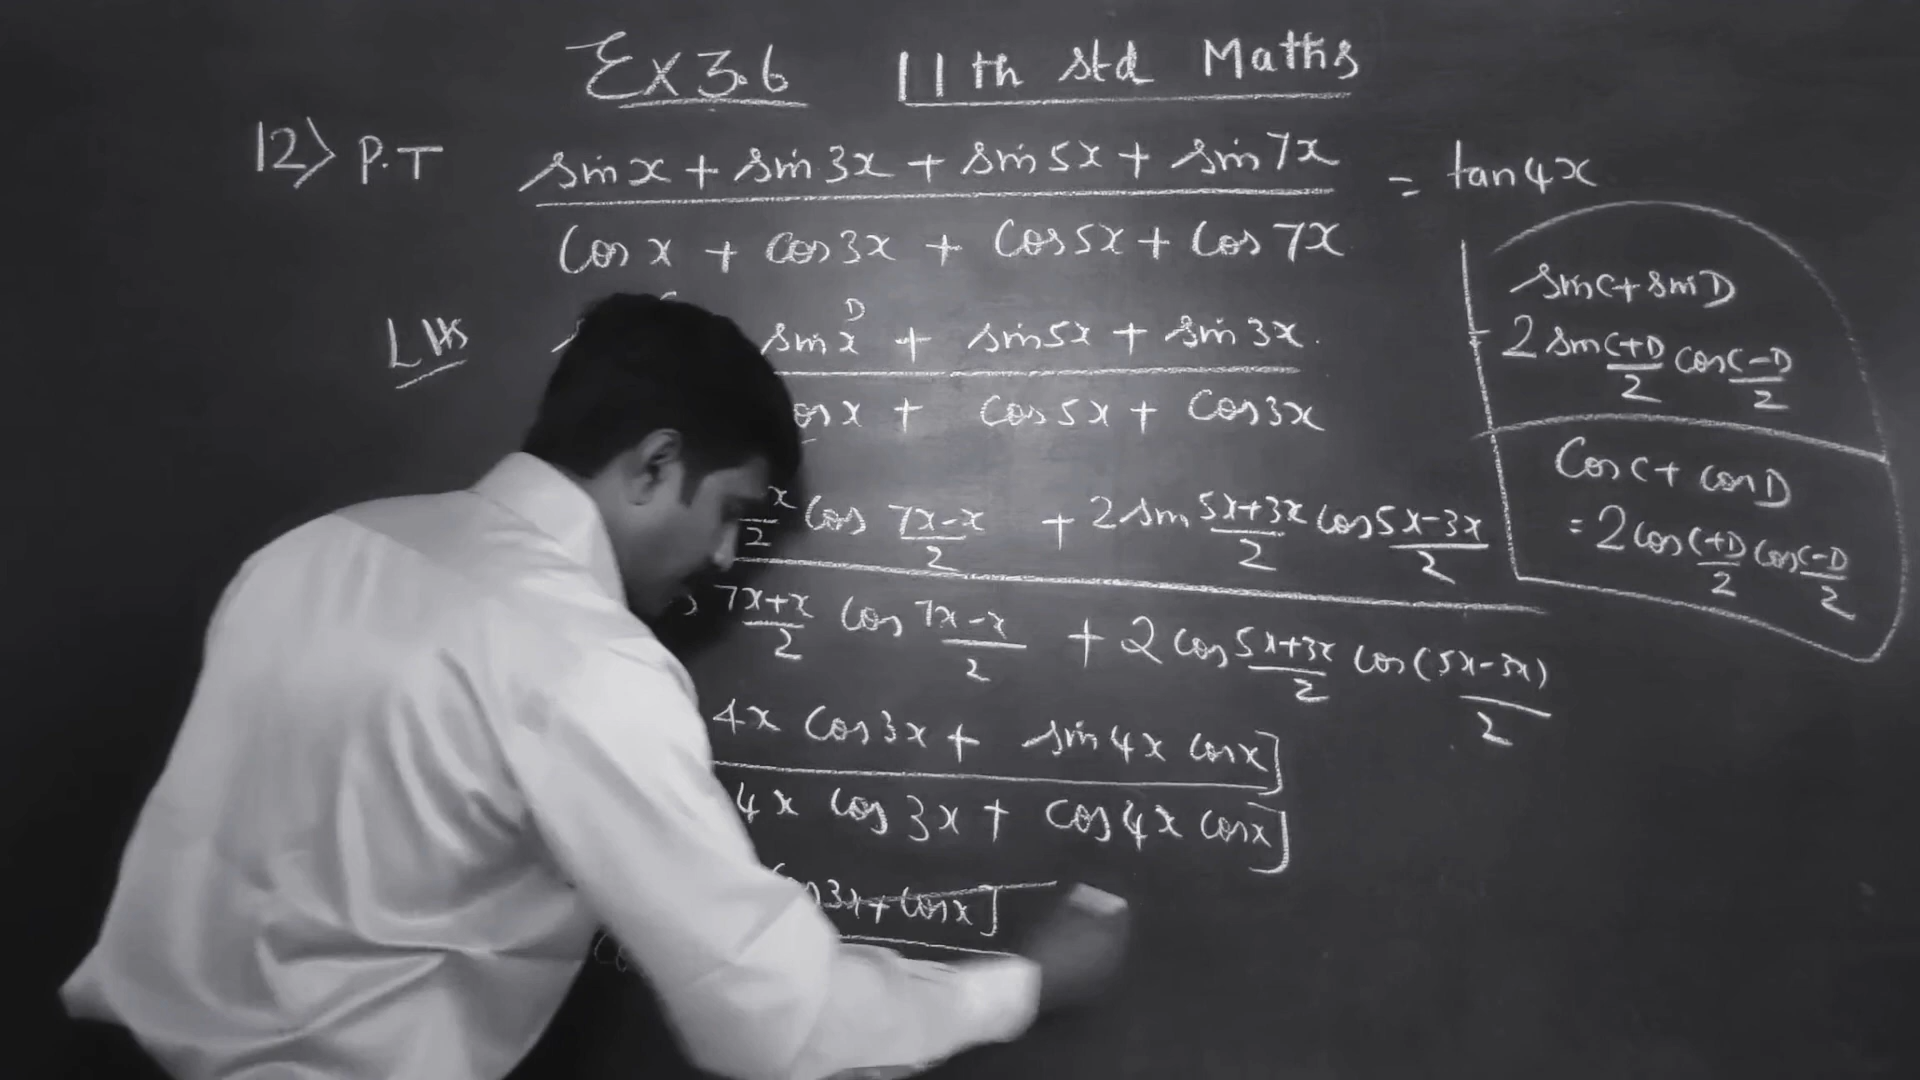 Ex 3.6 11th std Maths
12) P.T sin x + sin 3x + sin 5x + sin 7x = tan 4x
cos x + cos 3x + cos 5x + cos 7x
LHS sin x + sin 5x + sin 3x
D
cos x + cos 5x + cos 3x
x/2 cos 7x-x/2 + 2 sin 5x+3x/2 cos 5x-3x/2
7x+x/2 cos 7x-x/2 + 2 cos 5x+3x/2 cos (5x-3x)/2
4x cos 3x + sin 4x cos x]
4x cos 3x + cos 4x cos x]
cos 3x + cos x]
sin C + sin D
2 sin C+D/2 cos C-D/2
cos C + cos D
= 2 cos C+D/2 cos C-D/2